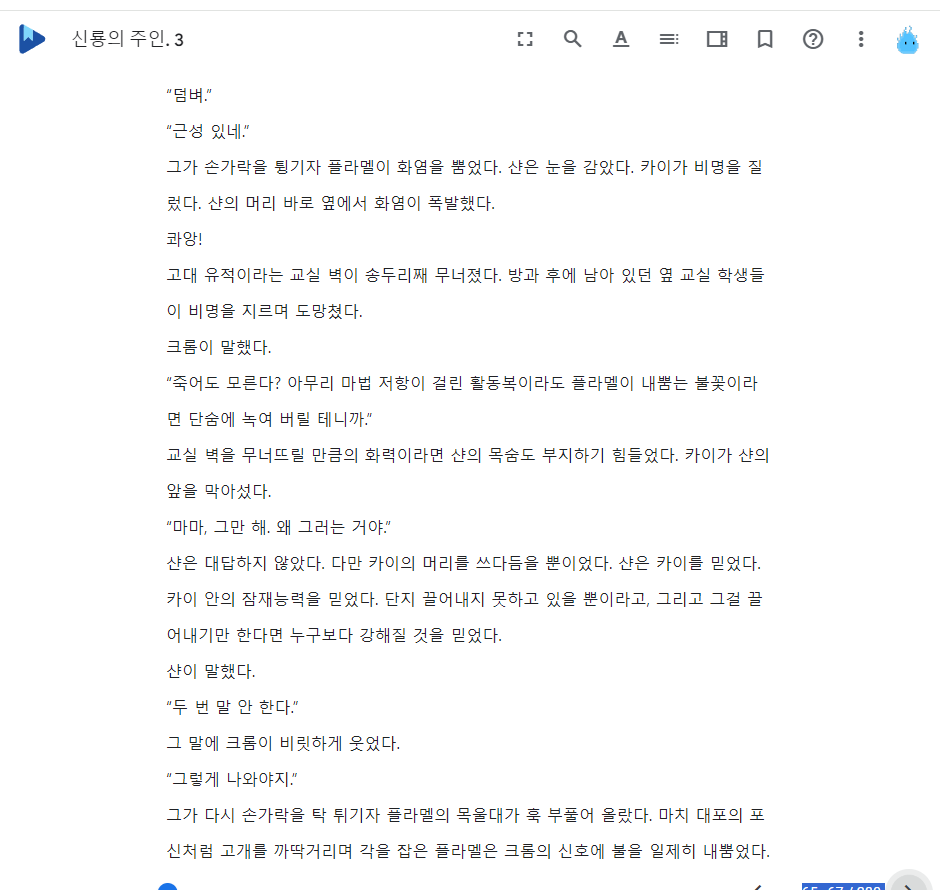 신룡의 주인. 3
“덤벼.”
“근성 있네.”
그가 손가락을 튕기자 플라멜이 화염을 뿜었다. 샨은 눈을 감았다. 카이가 비명을 질
렀다. 샨의 머리 바로 옆에서 화염이 폭발했다.
콰앙!
고대 유적이라는 교실 벽이 송두리째 무너졌다. 방과 후에 남아 있던 옆 교실 학생들
이 비명을 지르며 도망쳤다.
크롬이 말했다.
“죽어도 모른다? 아무리 마법 저항이 걸린 활동복이라도 플라멜이 내뿜는 불꽃이라
면 단숨에 녹여 버릴 테니까.”
교실 벽을 무너뜨릴 만큼의 화력이라면 샨의 목숨도 부지하기 힘들었다. 카이가 샨의
앞을 막아섰다.
“마마, 그만 해. 왜 그러는 거야.”
샨은 대답하지 않았다. 다만 카이의 머리를 쓰다듬을 뿐이었다. 샨은 카이를 믿었다.
카이 안의 잠재능력을 믿었다. 단지 끌어내지 못하고 있을 뿐이라고, 그리고 그걸 끌
어내기만 한다면 누구보다 강해질 것을 믿었다.
샨이 말했다.
“두 번 말 안 한다.”
그 말에 크롬이 비릿하게 웃었다.
“그렇게 나와야지.”
그가 다시 손가락을 탁 튀기자 플라멜의 목울대가 훅 부풀어 올랐다. 마치 대포의 포
신처럼 고개를 까딱거리며 각을 잡은 플라멜은 크롬의 신호에 불을 일제히 내뿜었다.